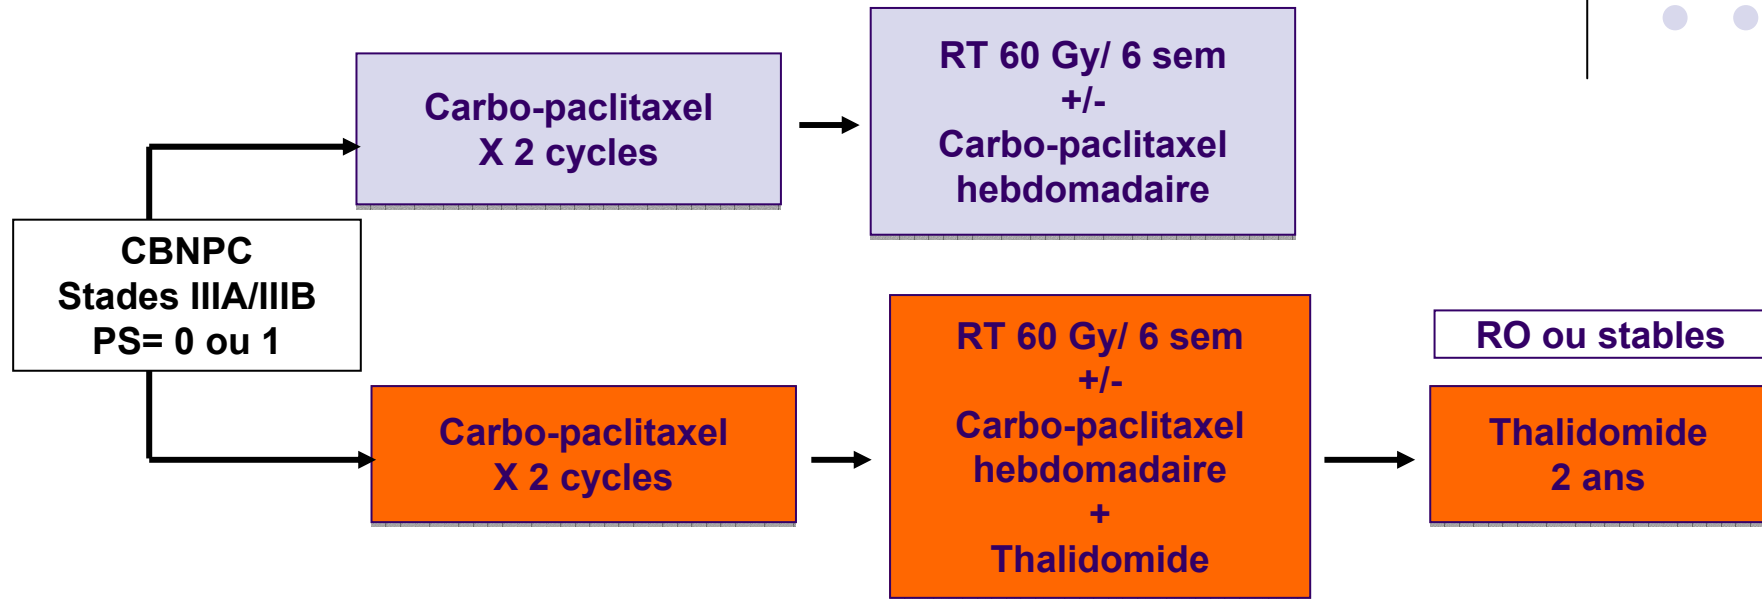 Carbo-paclitaxel
X 2 cycles
RT 60 Gy/ 6 sem
+/-
Carbo-paclitaxel
hebdomadaire
CBNPC
Stades IIIA/IIIB
PS= 0 ou 1
Carbo-paclitaxel
X 2 cycles
RT 60 Gy/ 6 sem
+/-
Carbo-paclitaxel
hebdomadaire
+
Thalidomide
RO ou stables
Thalidomide
2 ans